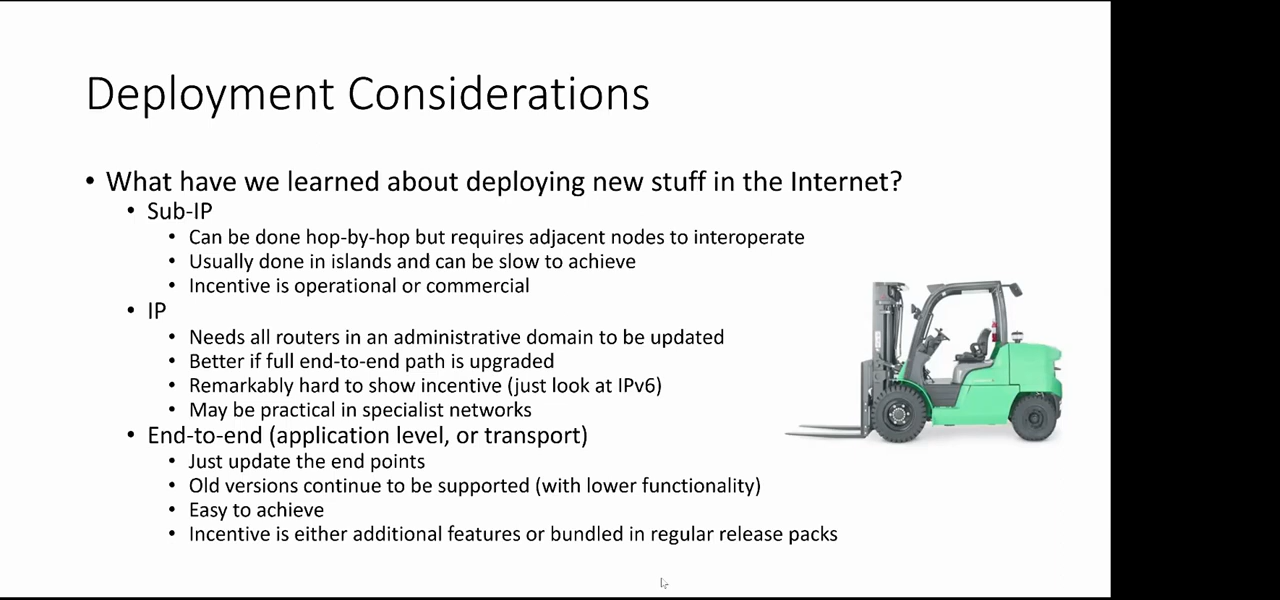 Deployment Considerations
• What have we learned about deploying new stuff in the Internet?
• Sub-IP
• Can be done hop-by-hop but requires adjacent nodes to interoperate
• Usually done in islands and can be slow to achieve
• Incentive is operational or commercial
• IP
• Needs all routers in an administrative domain to be updated
• Better if full end-to-end path is upgraded
• Remarkably hard to show incentive (just look at IPv6)
• May be practical in specialist networks
• End-to-end (application level, or transport)
• Just update the end points
• Old versions continue to be supported (with lower functionality)
• Easy to achieve
• Incentive is either additional features or bundled in regular release packs